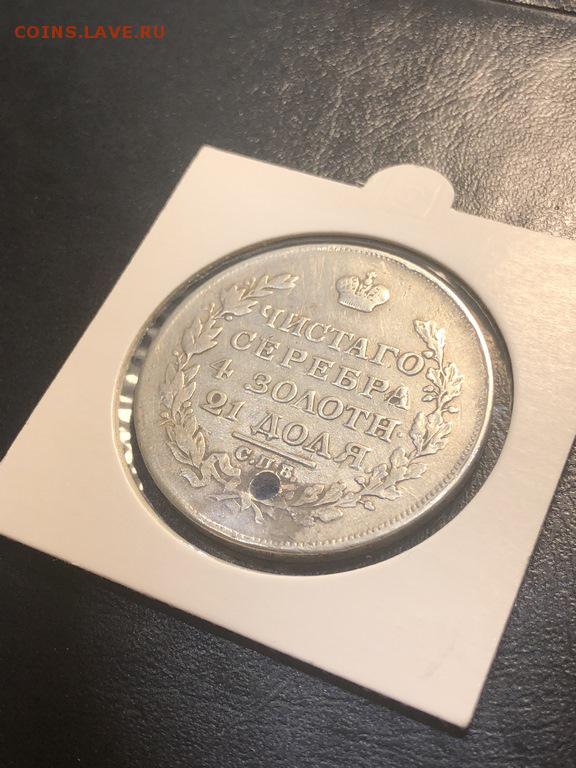 COINS.LAVE.RU
ЧИСТАГО
СЕРЕБРА
4 ЗОЛОТН.
21 ДОЛЯ
С.П.Б.